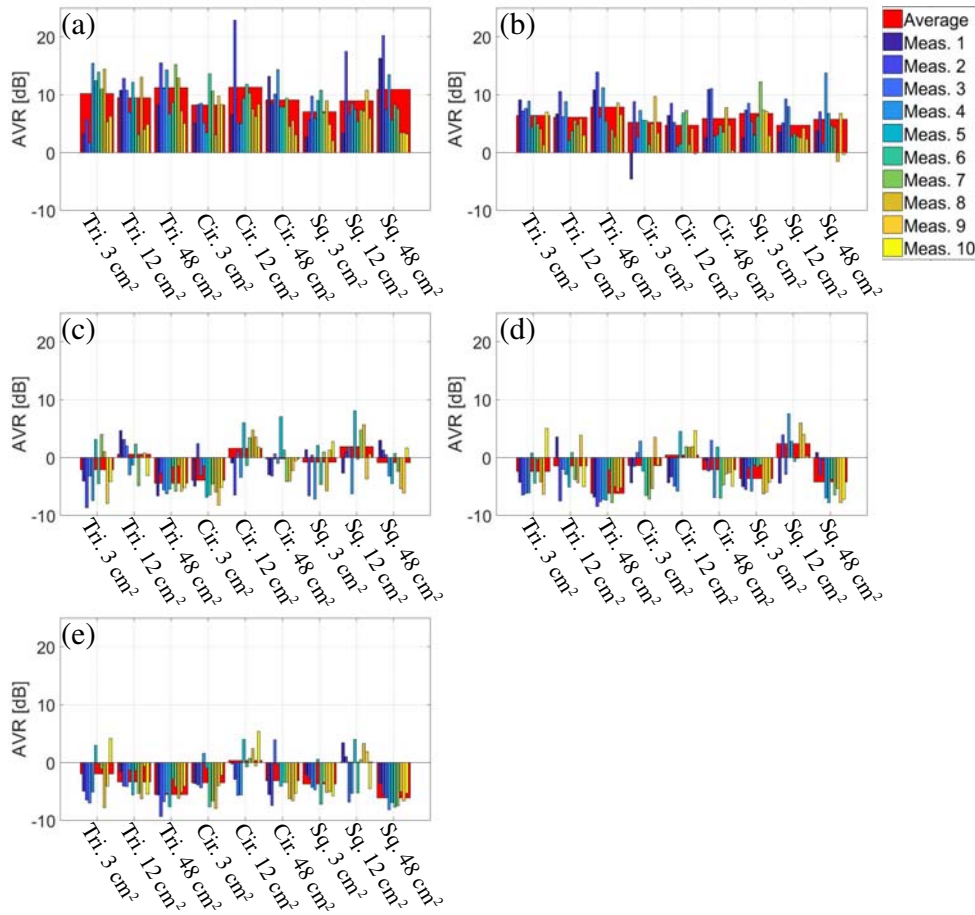 (a)
AVR [dB]
20
10
0
-10
Tri. 3 cm²
Tri. 12 cm²
Tri. 48 cm²
Cir. 3 cm²
Cir. 12 cm²
Cir. 48 cm²
Sq. 3 cm²
Sq. 12 cm²
Sq. 48 cm²
(b)
AVR [dB]
20
10
0
-10
Tri. 3 cm²
Tri. 12 cm²
Tri. 48 cm²
Cir. 3 cm²
Cir. 12 cm²
Cir. 48 cm²
Sq. 3 cm²
Sq. 12 cm²
Sq. 48 cm²
Average
Meas. 1
Meas. 2
Meas. 3
Meas. 4
Meas. 5
Meas. 6
Meas. 7
Meas. 8
Meas. 9
Meas. 10
(c)
AVR [dB]
20
10
0
-10
Tri. 3 cm²
Tri. 12 cm²
Tri. 48 cm²
Cir. 3 cm²
Cir. 12 cm²
Cir. 48 cm²
Sq. 3 cm²
Sq. 12 cm²
Sq. 48 cm²
(d)
AVR [dB]
20
10
0
-10
Tri. 3 cm²
Tri. 12 cm²
Tri. 48 cm²
Cir. 3 cm²
Cir. 12 cm²
Cir. 48 cm²
Sq. 3 cm²
Sq. 12 cm²
Sq. 48 cm²
(e)
AVR [dB]
20
10
0
-10
Tri. 3 cm²
Tri. 12 cm²
Tri. 48 cm²
Cir. 3 cm²
Cir. 12 cm²
Cir. 48 cm²
Sq. 3 cm²
Sq. 12 cm²
Sq. 48 cm²